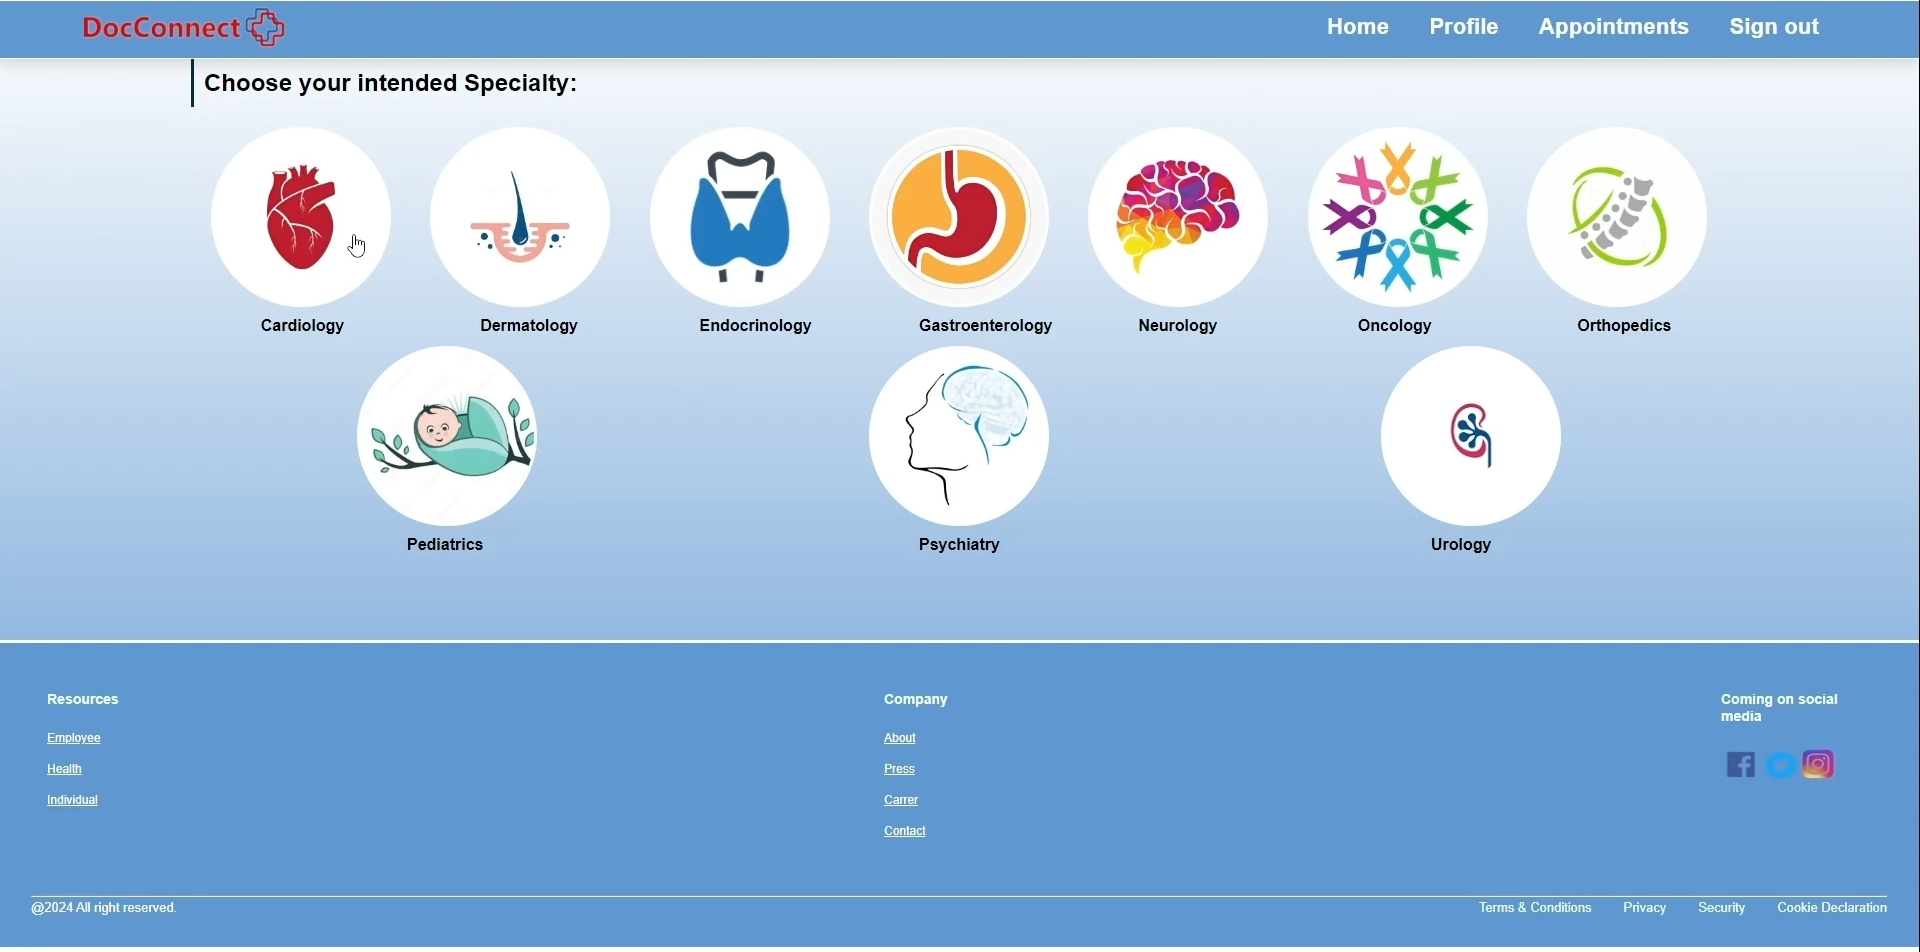 DocConnect
Home Profile Appointments Sign out
Choose your intended Specialty:
Cardiology Dermatology Endocrinology Gastroenterology Neurology Oncology Orthopedics
Pediatrics Psychiatry Urology
Resources
Employee
Health
Individual
Company
About
Press
Carrer
Contact
Coming on social
media
@2024 All right reserved.
Terms & Conditions Privacy Security Cookie Declaration